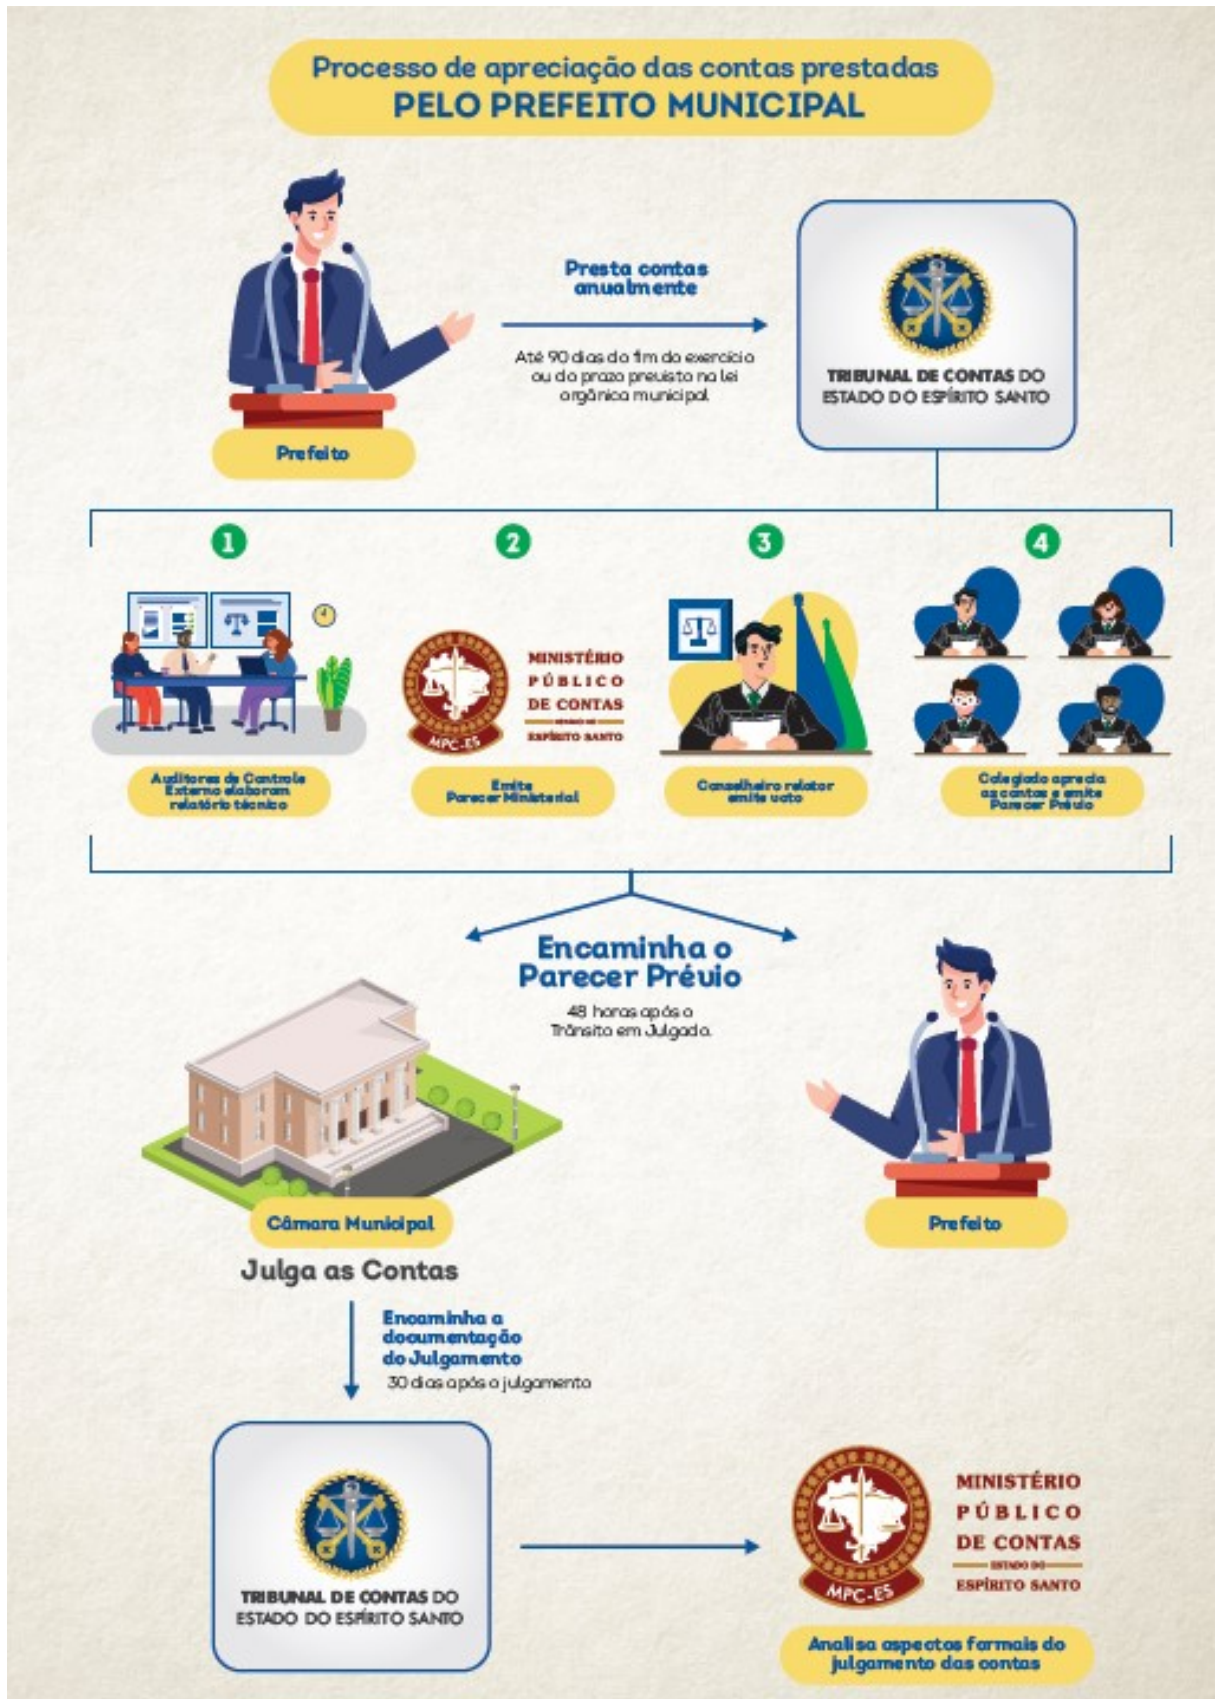 Processo de apreciação das contas prestadas
PELO PREFEITO MUNICIPAL
Presta contas
anualmente
Até 90 dias do fim do exercício
ou do prazo previsto na lei
orgânica municipal
TRIBUNAL DE CONTAS DO
ESTADO DO ESPÍRITO SANTO
Prefeito
1
2
3
4
MINISTÉRIO
PÚBLICO
DE CONTAS
ESTADO DO
ESPÍRITO SANTO
MPC-ES
Auditores de Controle
Externo elaboram
relatório técnico
Emite
Parecer Ministerial
Conselheiro relator
emite voto
Colegiado aprecia
as contas e emite
Parecer Prévio
Encaminha o
Parecer Prévio
48 horas após o
Trânsito em Julgado.
Câmara Municipal
Prefeito
Julga as Contas
Encaminha a
documentação
do Julgamento
30 dias após o julgamento
TRIBUNAL DE CONTAS DO
ESTADO DO ESPÍRITO SANTO
MINISTÉRIO
PÚBLICO
DE CONTAS
ESTADO DO
ESPÍRITO SANTO
MPC-ES
Analisa aspectos formais do
julgamento das contas